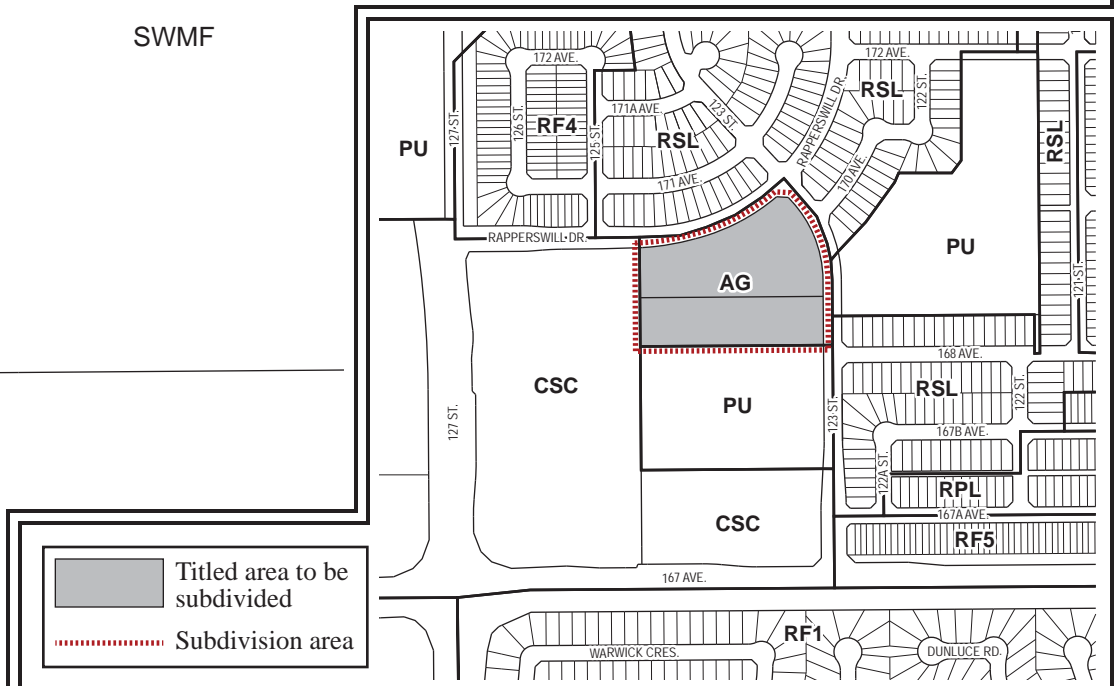 SWMF
172 AVE.
172 AVE.
127 ST.
126 ST.
RF4
125 ST.
171A AVE.
123 ST.
RSL
RAPPERSWILL DR.
RSL
122 ST.
RSL
PU
171 AVE.
170 AVE.
RAPPERSWILL DR.
PU
AG
121 ST.
168 AVE.
CSC
PU
RSL
122 ST.
127 ST.
123 ST.
167B AVE.
122A ST.
RPL
167A AVE.
CSC
RF5
167 AVE.
Titled area to be
subdivided
Subdivision area
RF1
WARWICK CRES.
DUNLUCE RD.